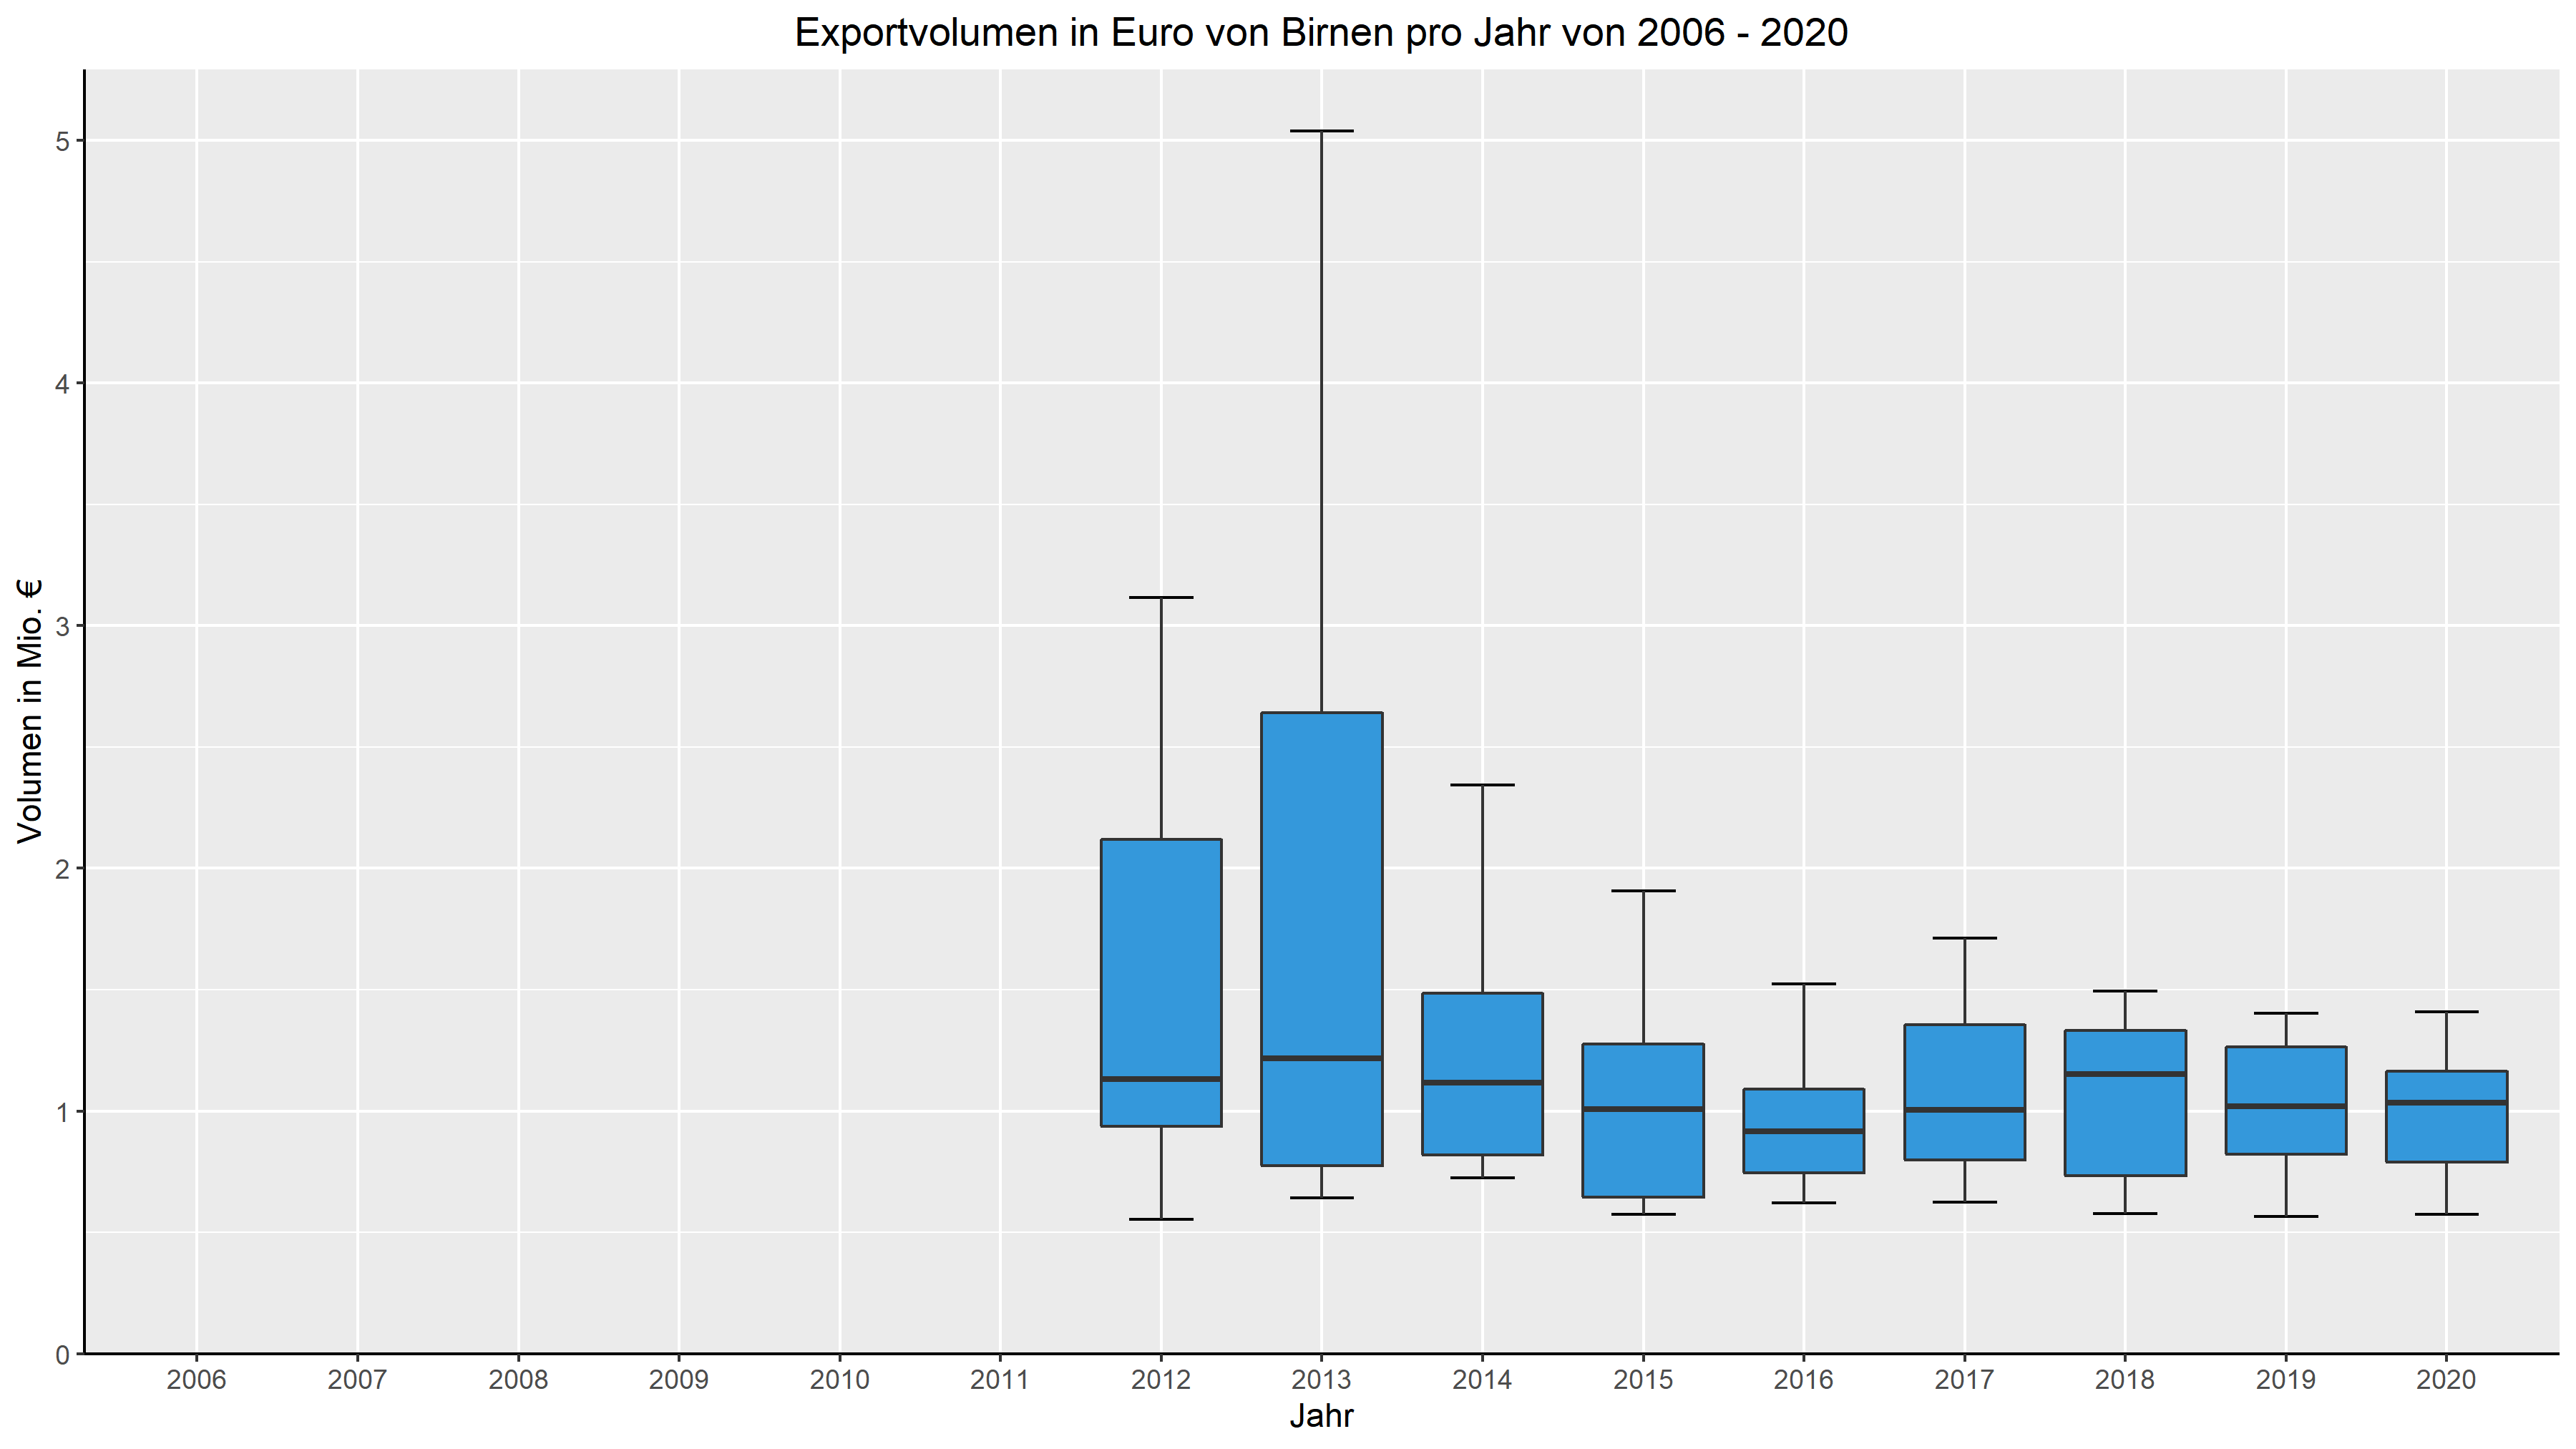 Exportvolumen in Euro von Birnen pro Jahr von 2006 - 2020
Volumen in Mio. €
5
4
3
2
1
0
2006 2007 2008 2009 2010 2011 2012 2013 2014 2015 2016 2017 2018 2019 2020
Jahr